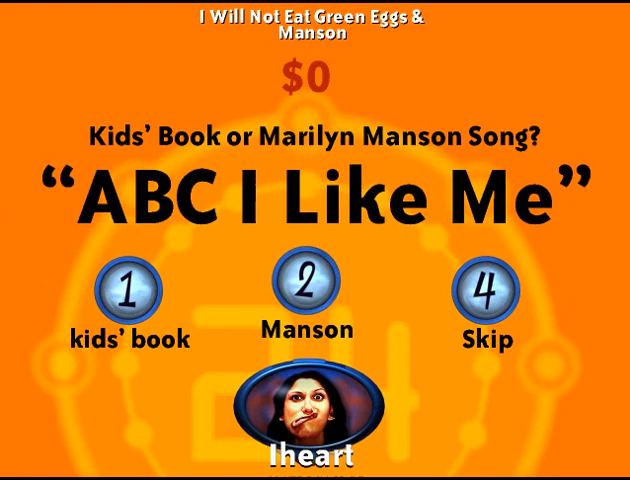 I Will Not Eat Green Eggs &
Manson
$0
Kids’ Book or Marilyn Manson Song?
“ABC I Like Me”
1
2
4
kids’ book
Manson
Skip
Iheart